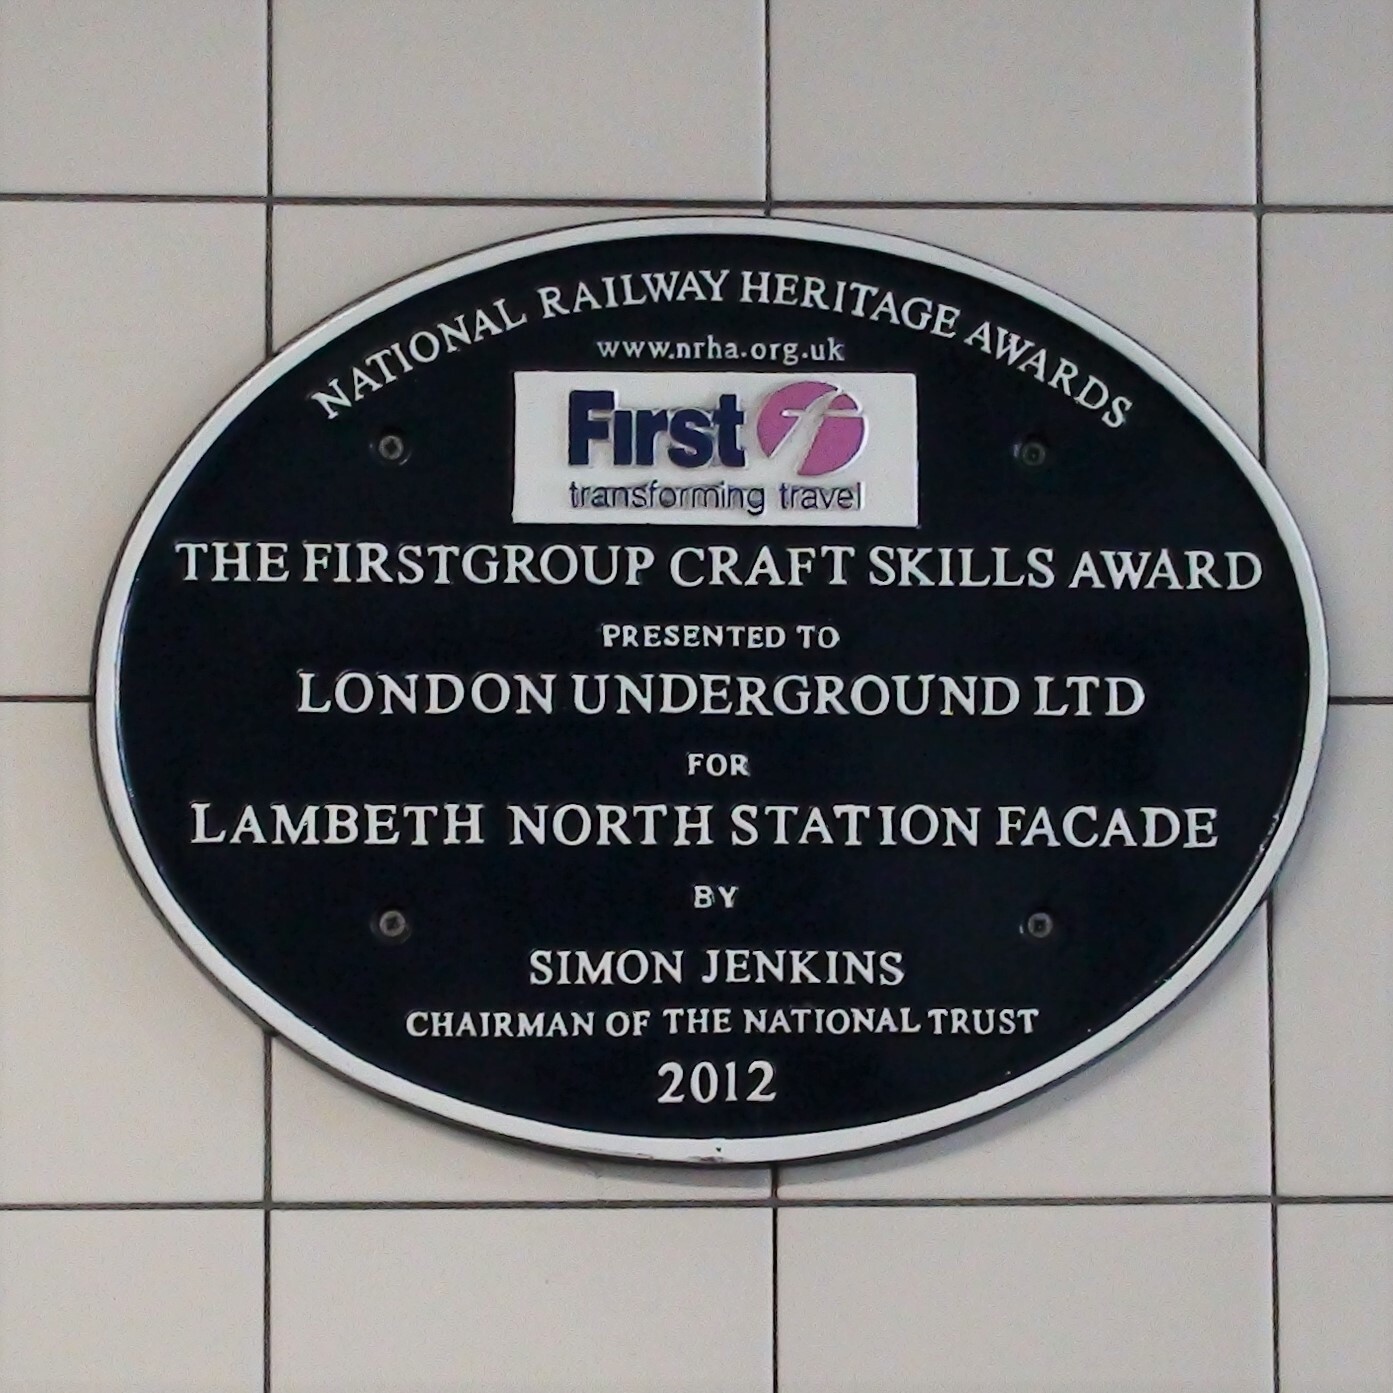 NATIONAL RAILWAY HERITAGE AWARDS
www.nrha.org.uk
First
transforming travel
THE FIRSTGROUP CRAFT SKILLS AWARD
PRESENTED TO
LONDON UNDERGROUND LTD
FOR
LAMBETH NORTH STATION FACADE
BY
SIMON JENKINS
CHAIRMAN OF THE NATIONAL TRUST
2012